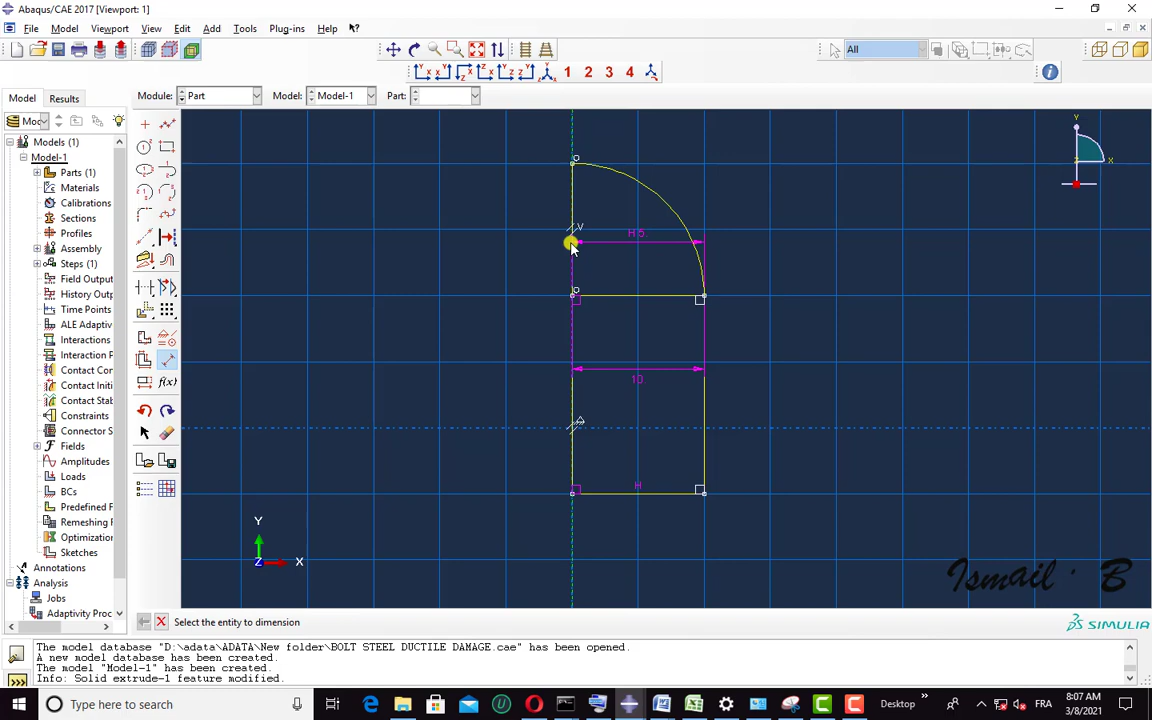 Abaqus/CAE 2017 [Viewport: 1]
File Model Viewport View Edit Add Tools Plug-ins Help
All
1 2 3 4
Model Results Module: Part Model: Model-1 Part:
Models (1)
Model-1
Parts (1)
Materials
Calibrations
Sections
Profiles
Assembly
Steps (1)
Field Output
History Outp
Time Points
ALE Adaptiv
Interactions
Interaction P
Contact Con
Contact Initi
Contact Stab
Constraints
Connector S
Fields
Amplitudes
Loads
BCs
Predefined F
Remeshing
Optimization
Sketches
Annotations
Analysis
Jobs
Adaptivity Proc
f(x)
V
H 5.
10.
H
Y
X
Y
Z X
Ismail · B
Select the entity to dimension
SIMULIA
The model database "D:\adata\ADATA\New folder\BOLT STEEL DUCTILE DAMAGE.cae" has been opened.
A new model database has been created.
The model "Model-1" has been created.
Info: Solid extrude-1 feature modified.
Type here to search
Desktop
FRA
8:07 AM
3/8/2021